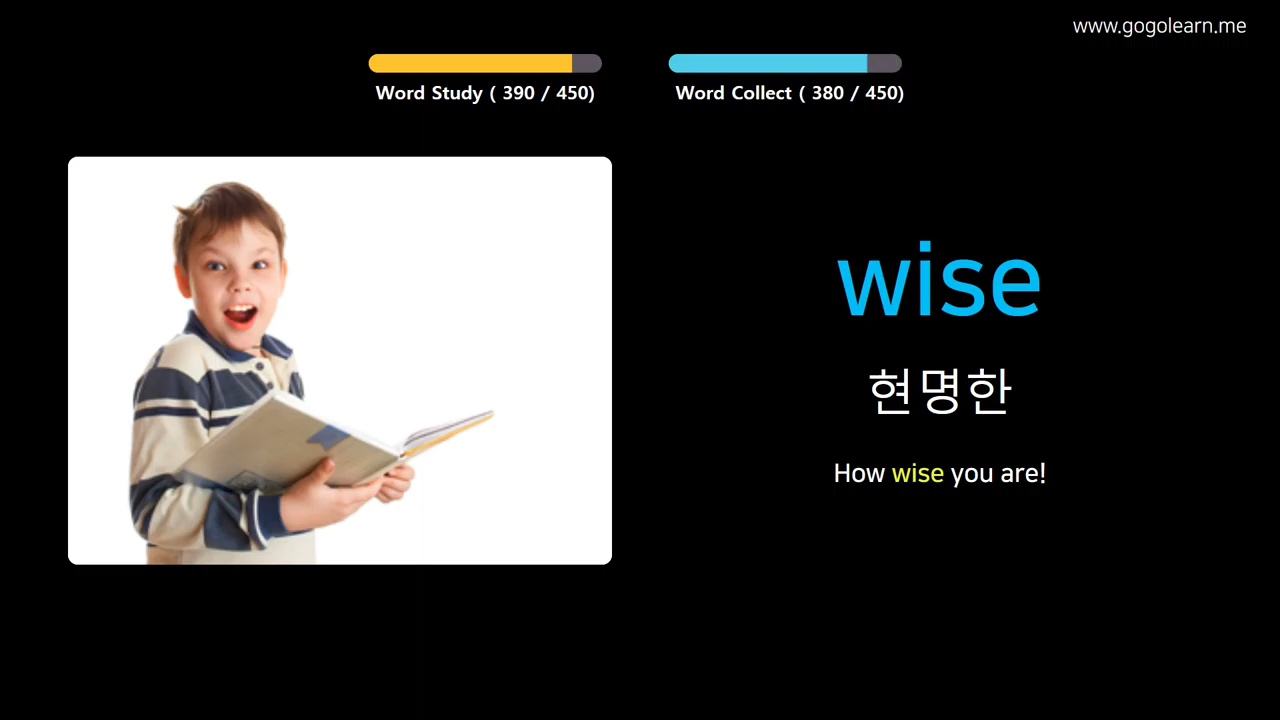 www.gogolearn.me
Word Study ( 390 / 450)
Word Collect ( 380 / 450)
wise
현명한
How wise you are!